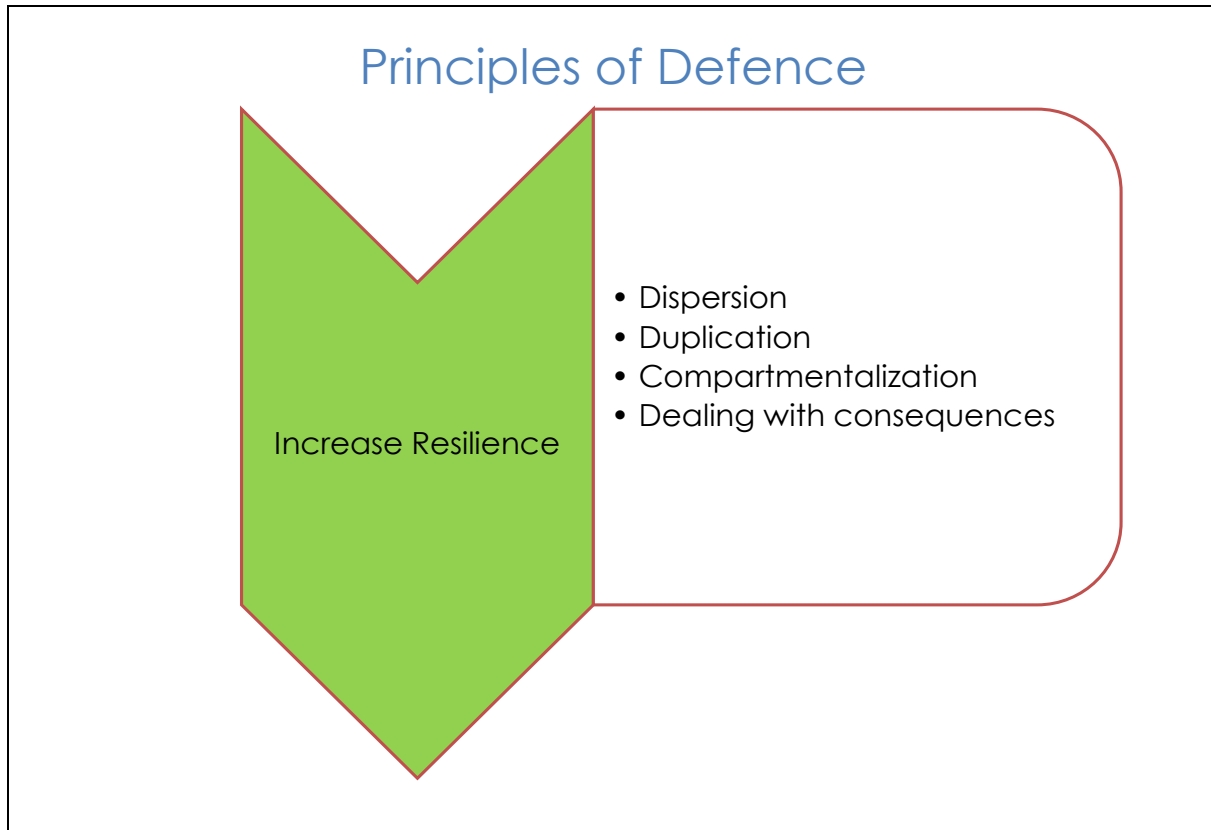 Principles of Defence
Increase Resilience
• Dispersion
• Duplication
• Compartmentalization
• Dealing with consequences